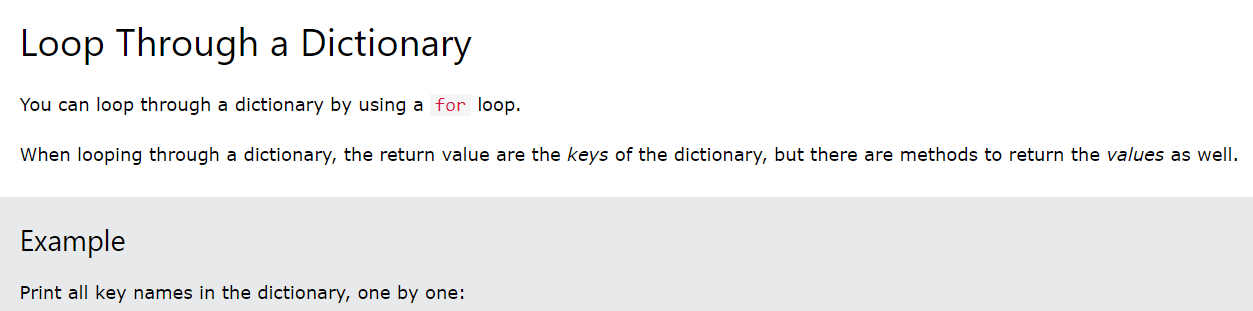 Loop Through a Dictionary
You can loop through a dictionary by using a for loop.
When looping through a dictionary, the return value are the keys of the dictionary, but there are methods to return the values as well.
Example
Print all key names in the dictionary, one by one: